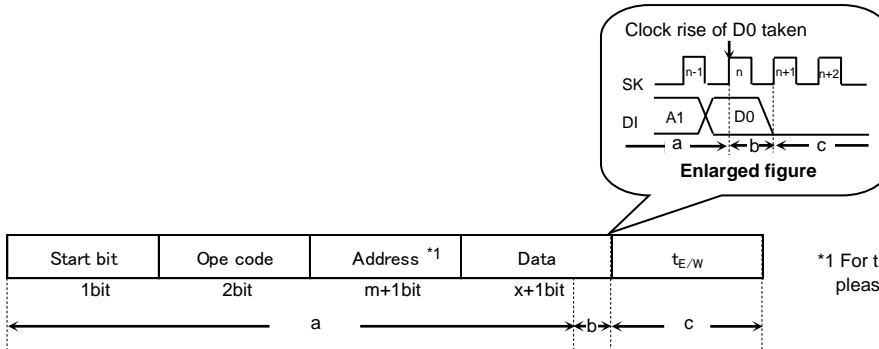 Clock rise of D0 taken
SK n-1 n n+1 n+2
DI A1 D0
a b c
Enlarged figure
Start bit Ope code Address *1 Data tE/W
1bit 2bit m+1bit x+1bit
a b c
*1 For t
pleas